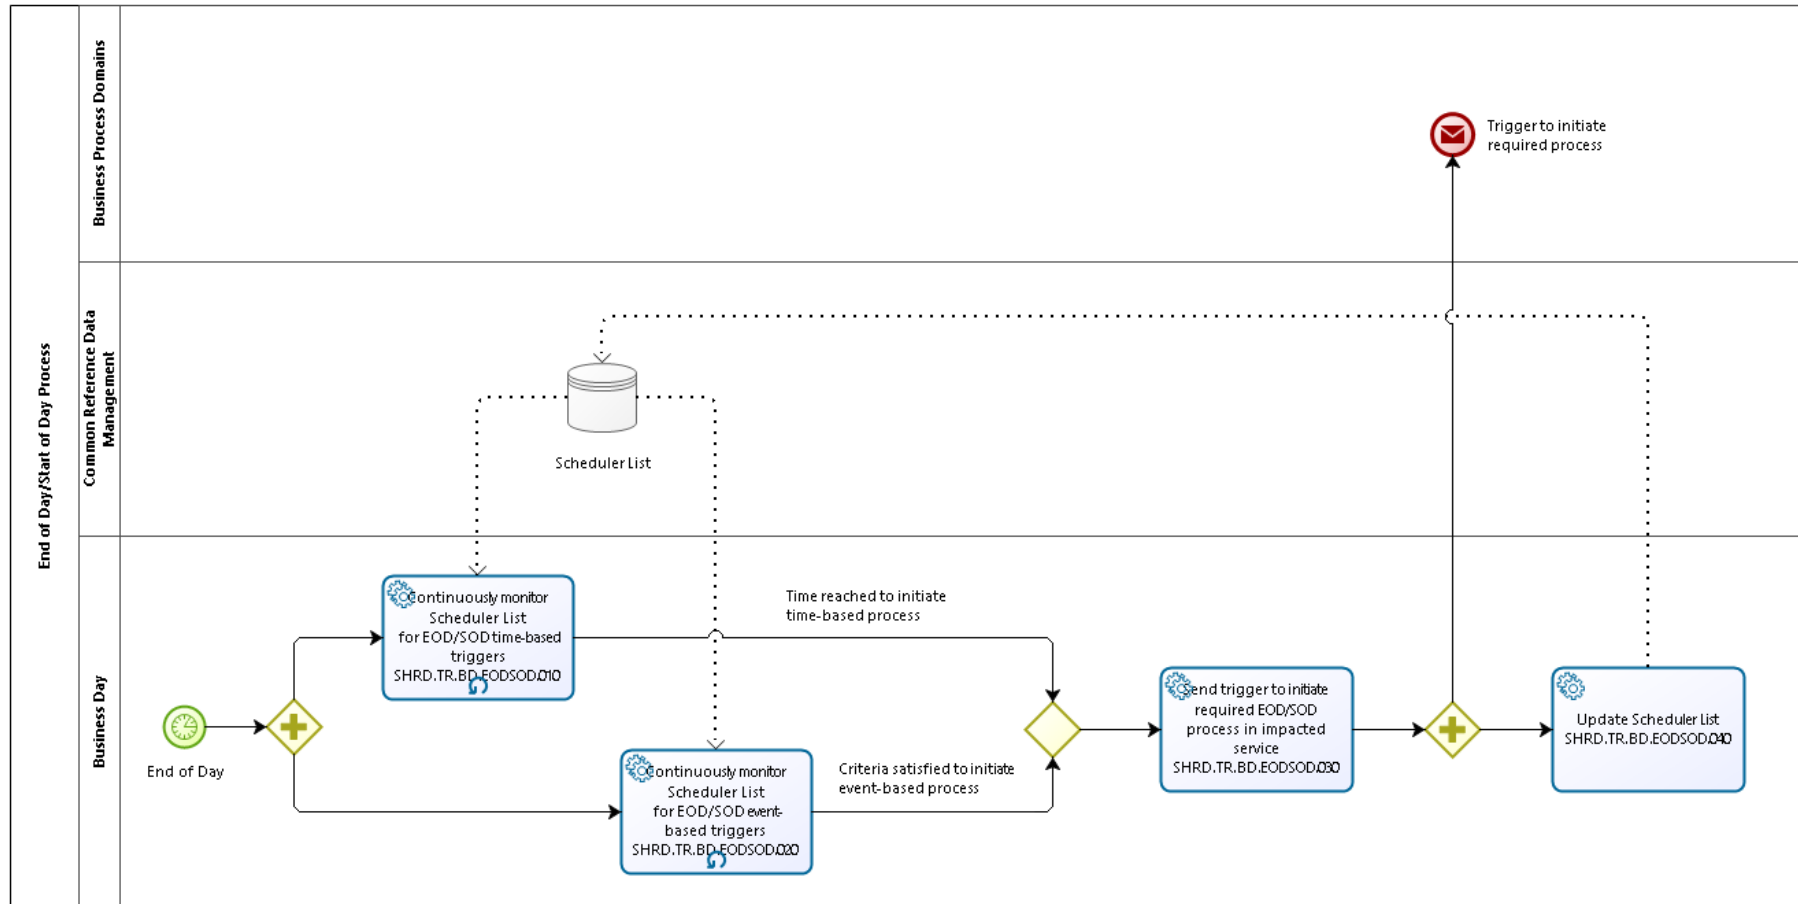 End of Day/Start of Day Process
Business Process Domains
Trigger to initiate
required process
Common Reference Data
Management
Scheduler List
Business Day
End of Day
Continuously monitor
Scheduler List
for EOD/SOD time-based
triggers
SHRD.TR.BD.EODSOD.010
Time reached to initiate
time-based process
Continuously monitor
Scheduler List
for EOD/SOD event-
based triggers
SHRD.TR.BD.EODSOD.020
Criteria satisfied to initiate
event-based process
Send trigger to initiate
required EOD/SOD
process in impacted
service
SHRD.TR.BD.EODSOD.030
Update Scheduler List
SHRD.TR.BD.EODSOD.040